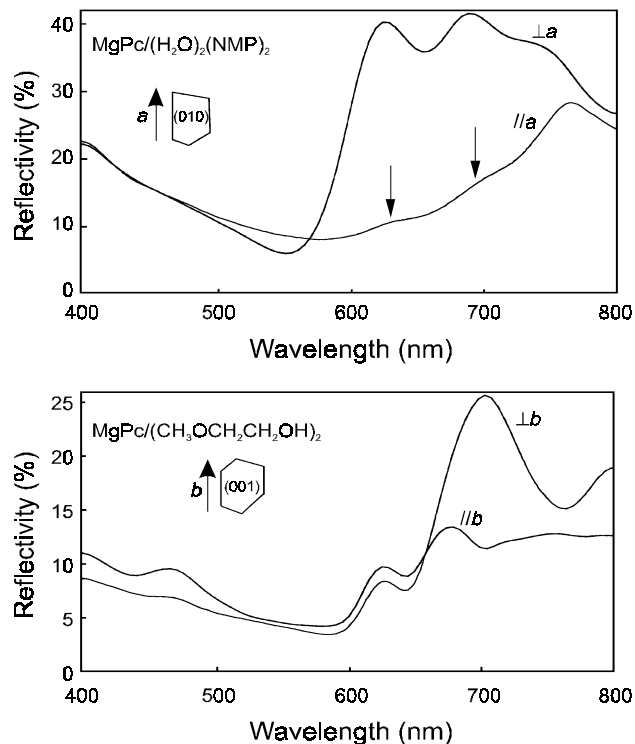 MgPc/(H₂O)₂(NMP)₂
⊥a
//a
a
(010)
40
30
20
10
0
Reflectivity (%)
400 500 600 700 800
Wavelength (nm)
MgPc/(CH₃OCH₂CH₂OH)₂
⊥b
//b
b
(001)
25
20
15
10
5
0
Reflectivity (%)
400 500 600 700 800
Wavelength (nm)